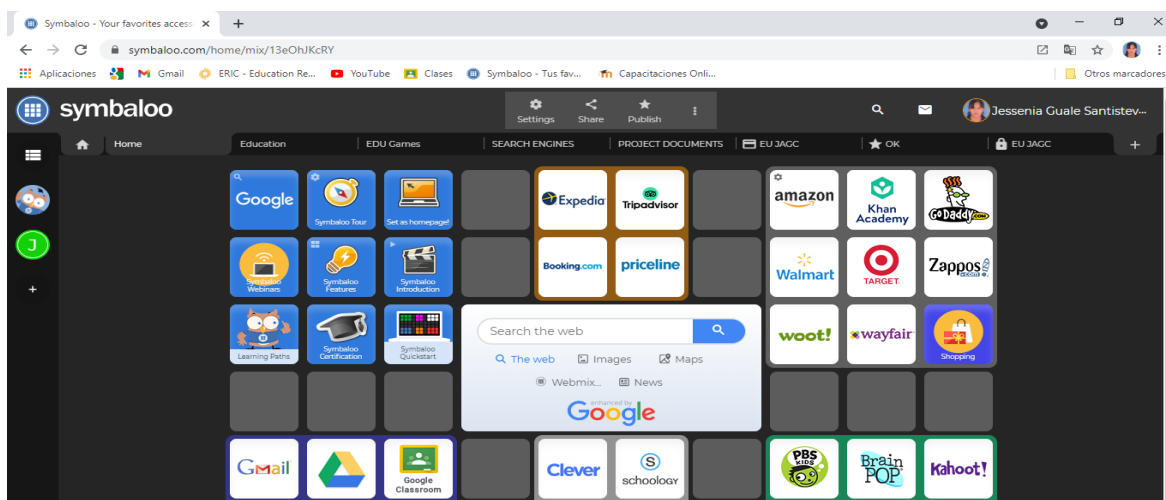 Symbaloo - Your favorites access
symbaloo.com/home/mix/13eOhJKcRY
Aplicaciones Gmail ERIC - Education Re... YouTube Clases Symbaloo - Tus fav... Capacitaciones Onli... Otros marcadores
symbaloo Settings Share Publish Jessenia Guale Santistev...
Home Education EDU Games SEARCH ENGINES PROJECT DOCUMENTS EU JAGC OK EU JAGC
Google Symbaloo Tour Set as homepage! Expedia Tripadvisor amazon Khan Academy GoDaddy.com
Symbaloo Webinars Symbaloo Features Symbaloo Introduction Booking.com priceline Walmart TARGET. Zappos.com
J
Learning Paths Symbaloo Certification Symbaloo Quickstart Search the web woot! wayfair Shopping
The web Images Maps
Webmix... News
enhanced by
Google
Gmail Google Classroom Clever S schoology PBS KIDS Brain POP Kahoot!